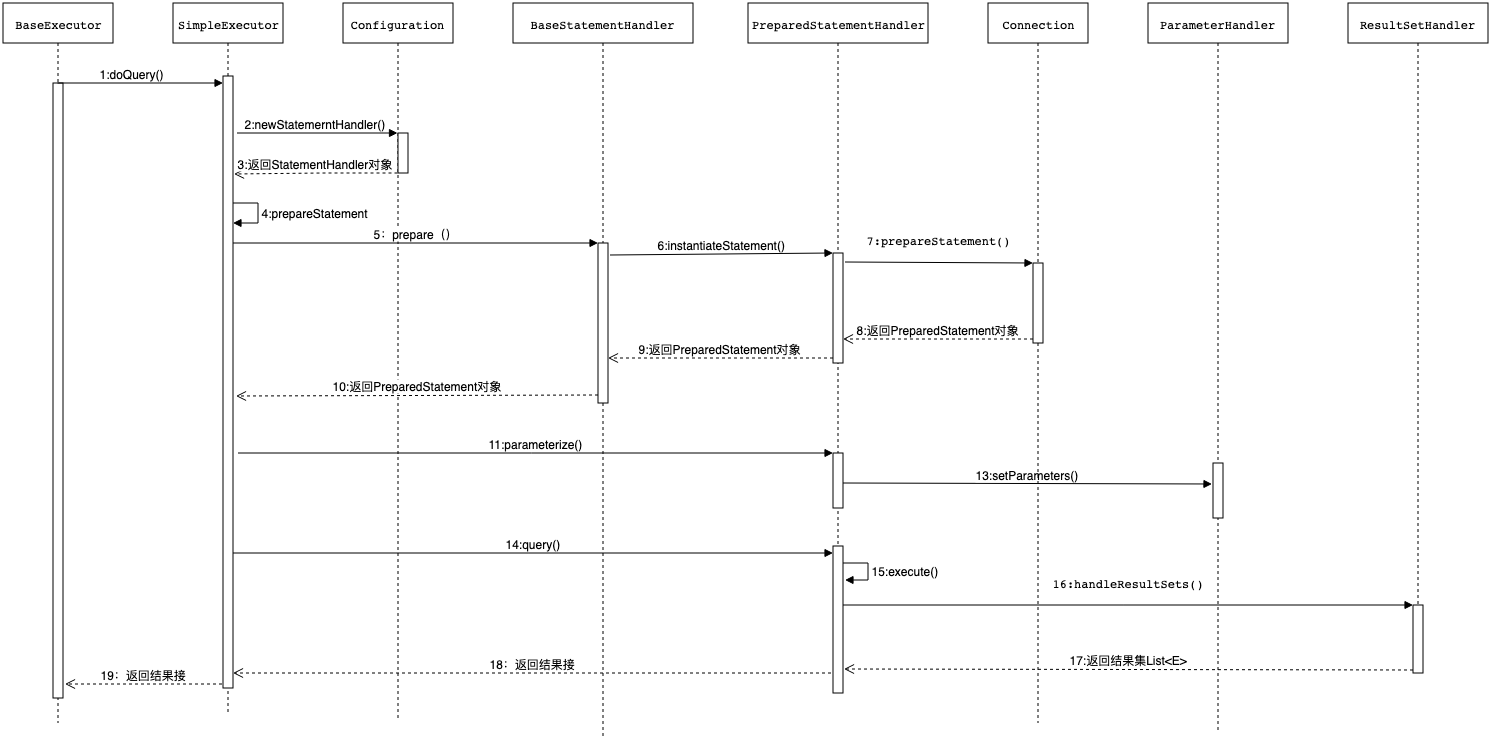 BaseExecutor
SimpleExecutor
Configuration
BaseStatementHandler
PreparedStatementHandler
Connection
ParameterHandler
ResultSetHandler
1:doQuery()
2:newStatemerntHandler()
3:返回StatementHandler对象
4:prepareStatement
5：prepare（）
6:instantiateStatement()
7:prepareStatement()
8:返回PreparedStatement对象
9:返回PreparedStatement对象
10:返回PreparedStatement对象
11:parameterize()
13:setParameters()
14:query()
15:execute()
16:handleResultSets()
17:返回结果集List<E>
18：返回结果接
19：返回结果接